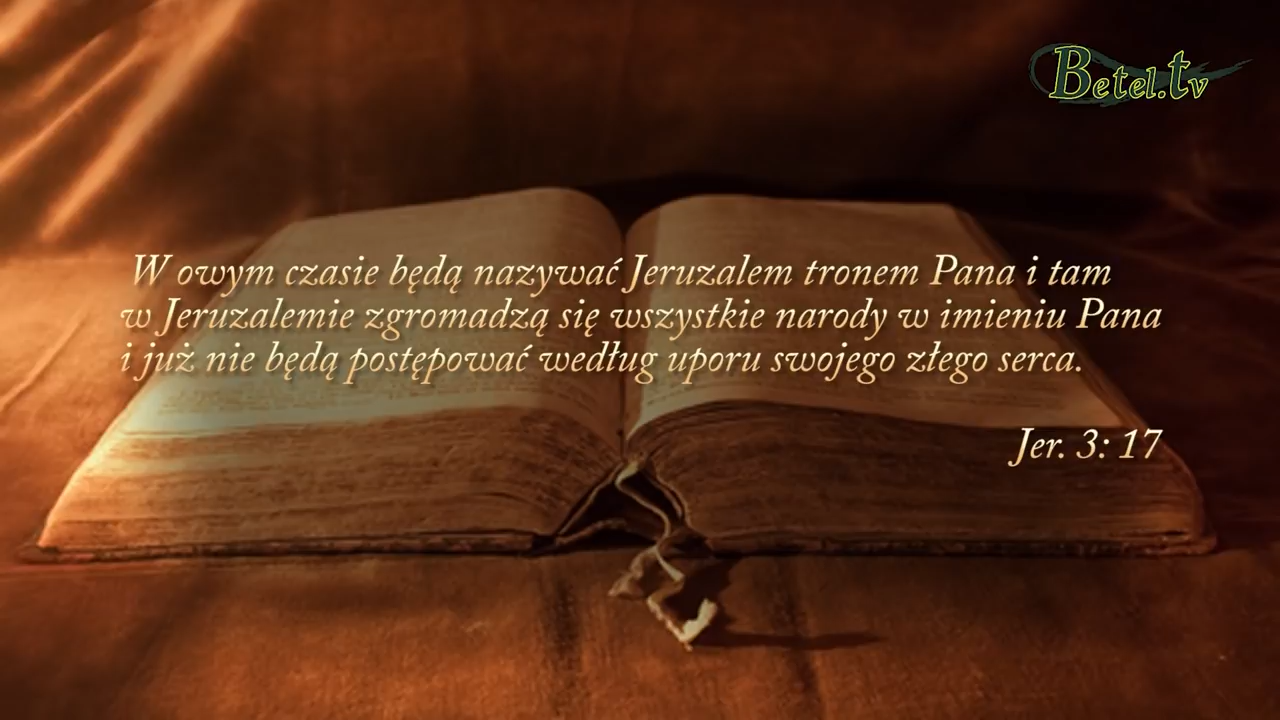 Betel.tv
W owym czasie będą nazywać Jeruzalem tronem Pana i tam
w Jeruzalemie zgromadzą się wszystkie narody w imieniu Pana
i już nie będą postępować według uporu swojego złego serca.
Jer. 3: 17